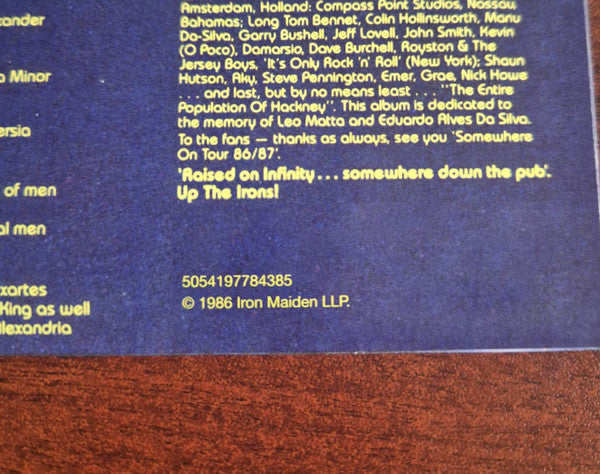 xander
Minor
ersia
of men
al men
xartes
King as well
Alexandria
Amsterdam, Holland: Compass Point Studios, Nassau,
Bahamas; Long Tom Bennet, Colin Hollinsworth, Manu
Da-Silva, Garry Bushell, Jeff Lovell, John Smith, Kevin
(O Poco), Damarsia, Dave Burchell, Royston & The
Jersey Boys, 'It's Only Rock 'n' Roll' (New York); Shaun
Hutson, Aky, Steve Pennington, Emer, Grae, Nick Howe
. . . and last, but by no means least . . . "The Entire
Population Of Hackney". This album is dedicated to
the memory of Leo Matta and Eduardo Alves Da Silva.
To the fans — thanks as always, see you 'Somewhere
On Tour 86/87'.
'Raised on Infinity . . . somewhere down the pub'.
Up The Irons!
5054197784385
© 1986 Iron Maiden LLP.